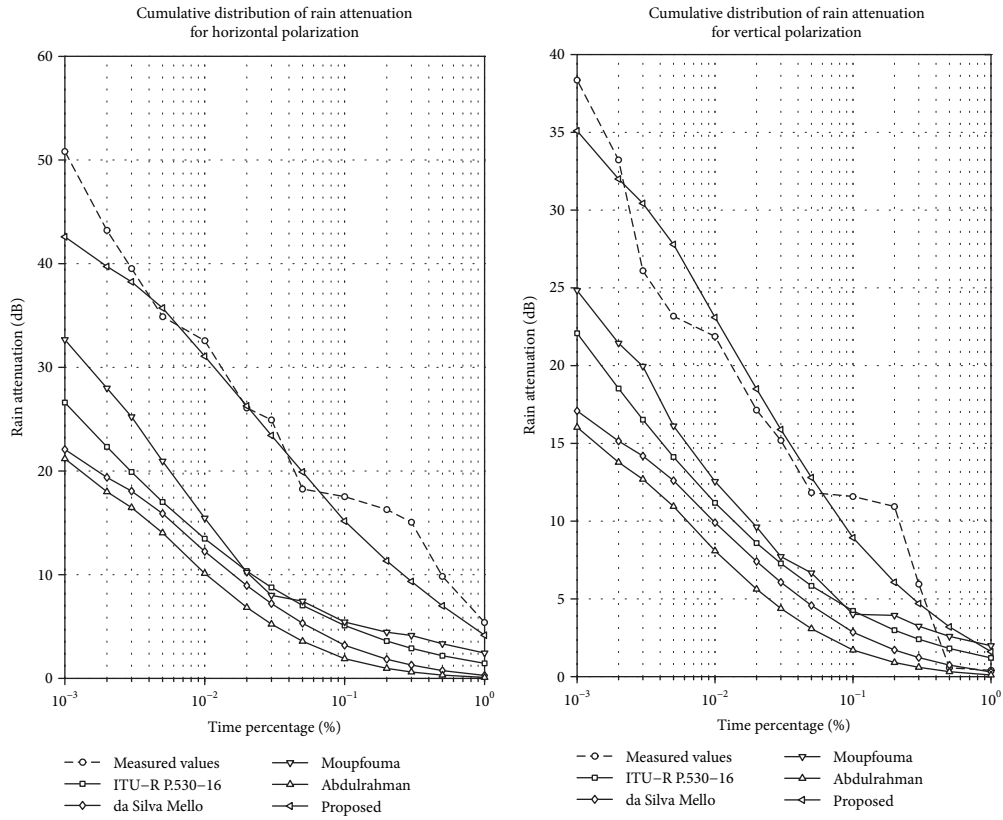 Cumulative distribution of rain attenuation
for horizontal polarization
60
50
40
30
20
10
0
Rain attenuation (dB)
10−3
10−2
10−1
100
Time percentage (%)
Measured values
ITU−R P.530−16
da Silva Mello
Moupfouma
Abdulrahman
Proposed
Cumulative distribution of rain attenuation
for vertical polarization
40
35
30
25
20
15
10
5
0
Rain attenuation (dB)
10−3
10−2
10−1
100
Time percentage (%)
Measured values
ITU−R P.530−16
da Silva Mello
Moupfouma
Abdulrahman
Proposed